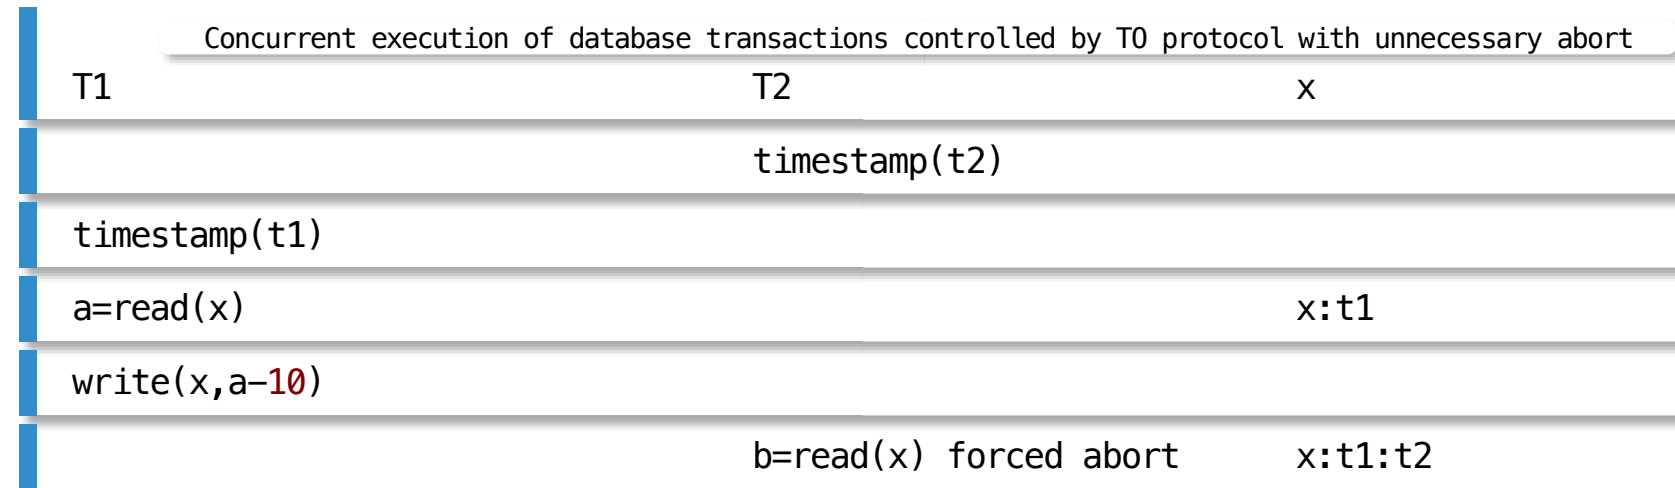 Concurrent execution of database transactions controlled by TO protocol with unnecessary abort
T1 T2 x
timestamp(t2)
timestamp(t1)
a=read(x) x:t1
write(x,a-10)
b=read(x) forced abort x:t1:t2